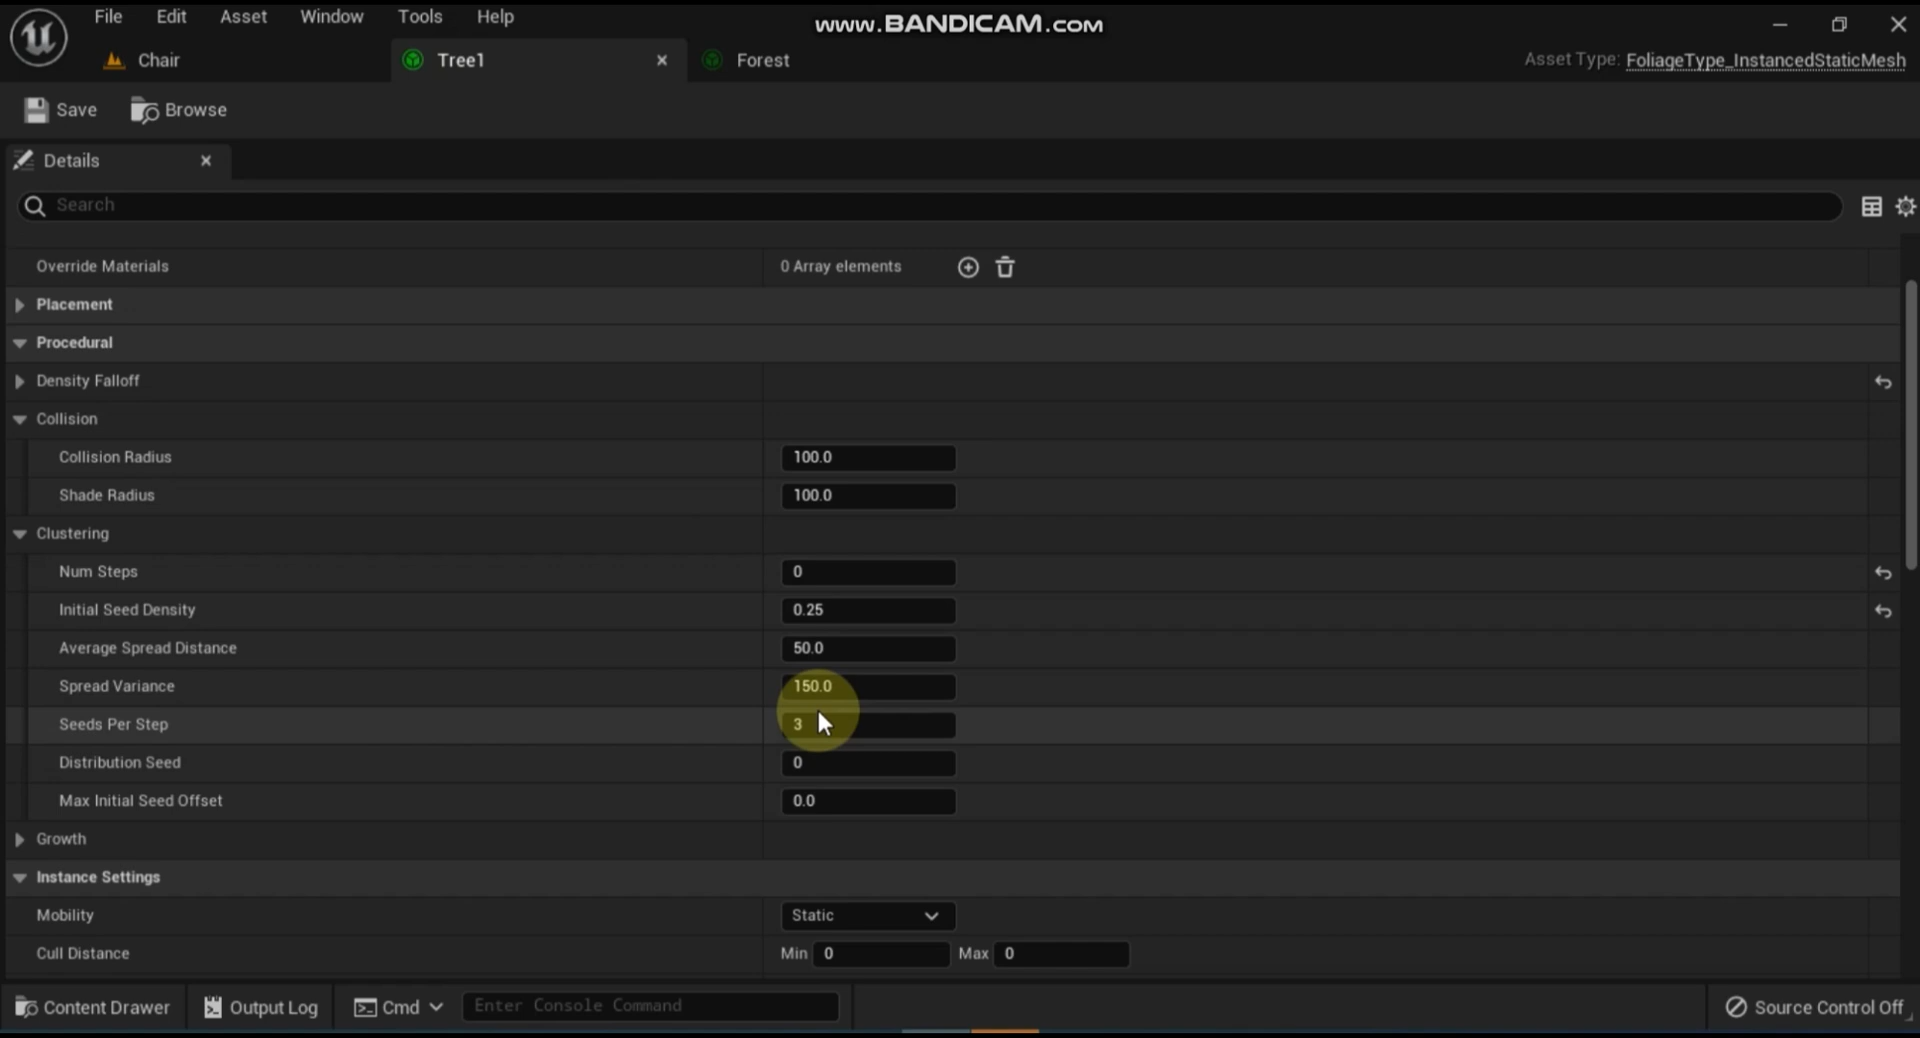 File Edit Asset Window Tools Help
www.BANDICAM.com
Chair
Tree1
Forest
Asset Type: FoliageType_InstancedStaticMesh
Save Browse
Details
Search
Override Materials 0 Array elements
Placement
Procedural
Density Falloff
Collision
Collision Radius 100.0
Shade Radius 100.0
Clustering
Num Steps 0
Initial Seed Density 0.25
Average Spread Distance 50.0
Spread Variance 150.0
Seeds Per Step 3
Distribution Seed 0
Max Initial Seed Offset 0.0
Growth
Instance Settings
Mobility Static
Cull Distance Min 0 Max 0
Content Drawer Output Log Cmd Enter Console Command Source Control Off